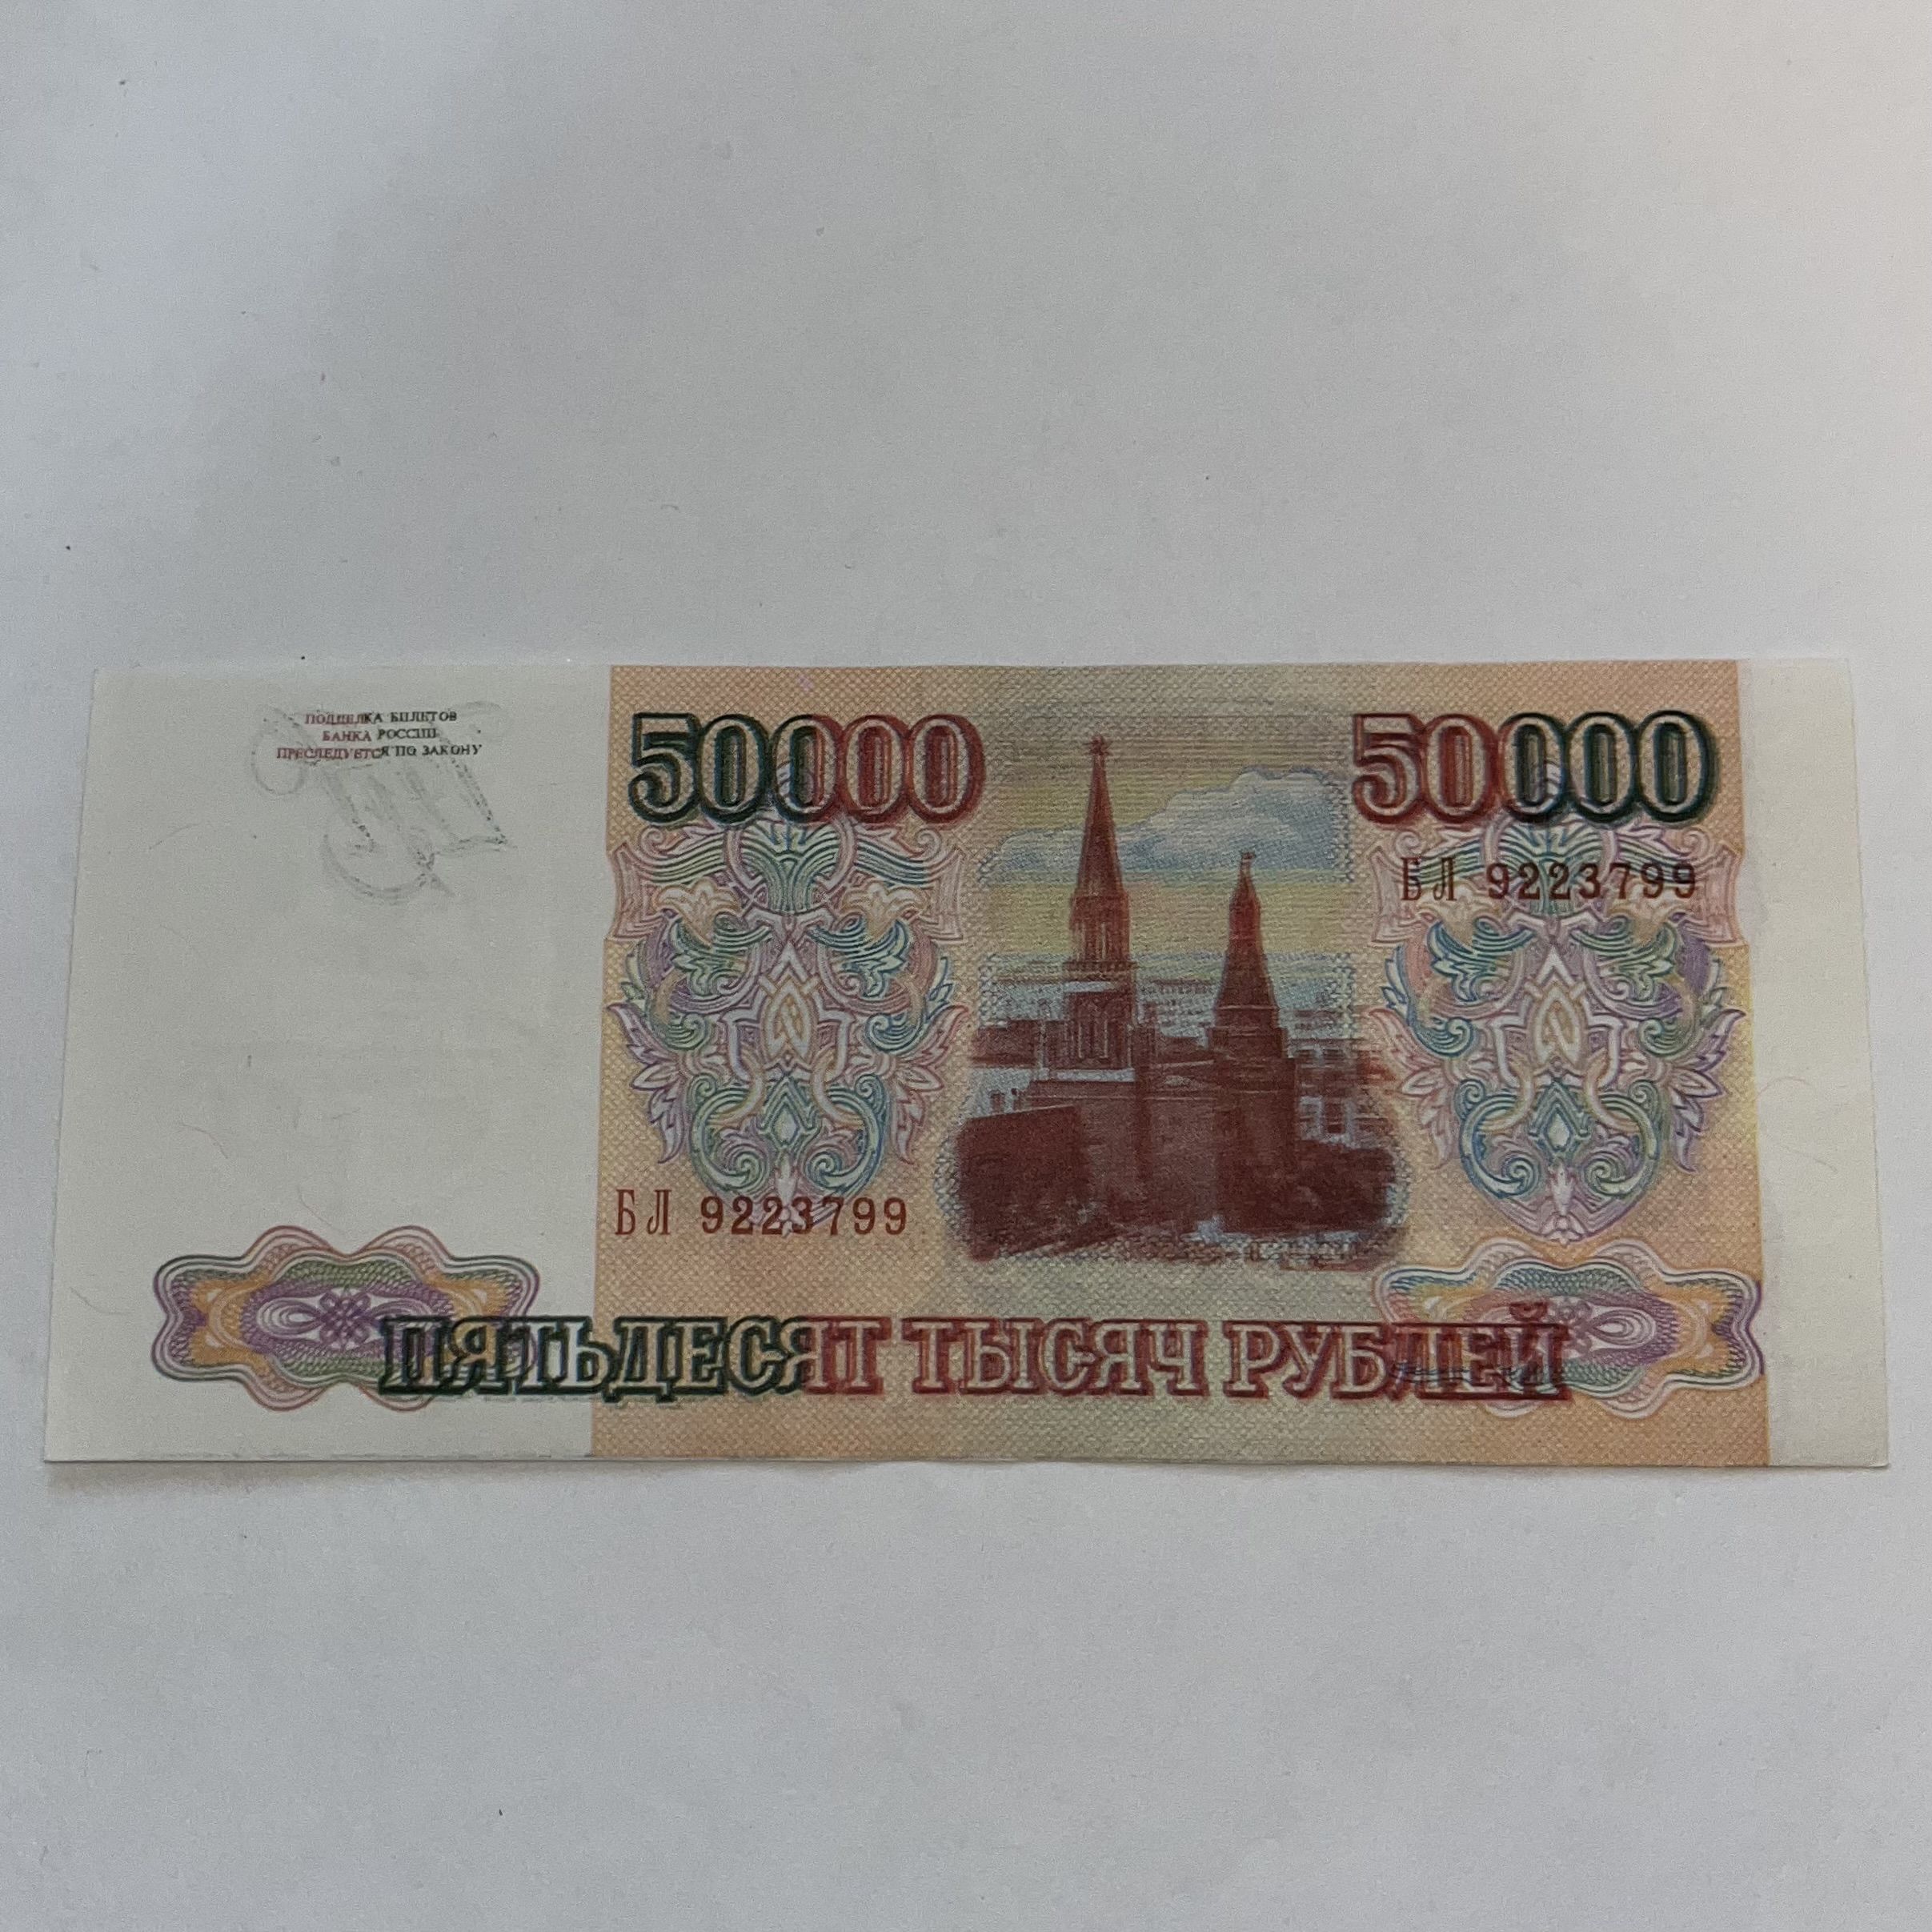 ПОДДЕЛКА БИЛЕТОВ
БАНКА РОССИИ
ПРЕСЛЕДУЕТСЯ ПО ЗАКОНУ
50000
50000
БЛ 9223799
БЛ 9223799
ПЯТЬДЕСЯТ ТЫСЯЧ РУБЛЕЙ